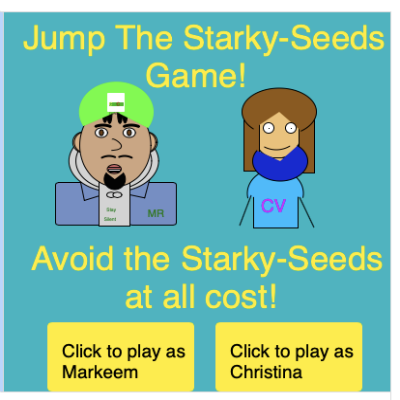 Jump The Starky-Seeds
Game!
Stay
Silent
MR
CV
Avoid the Starky-Seeds
at all cost!
Click to play as
Markeem
Click to play as
Christina